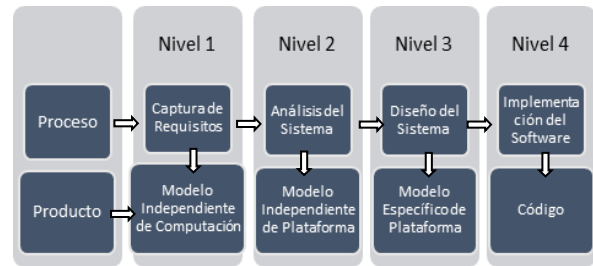 Nivel 1
Nivel 2
Nivel 3
Nivel 4
Proceso
Captura de
Requisitos
Análisis del
Sistema
Diseño del
Sistema
Implementa
ción del
Software
Producto
Modelo
Independiente
de Computación
Modelo
Independiente
de Plataforma
Modelo
Específico de
Plataforma
Código